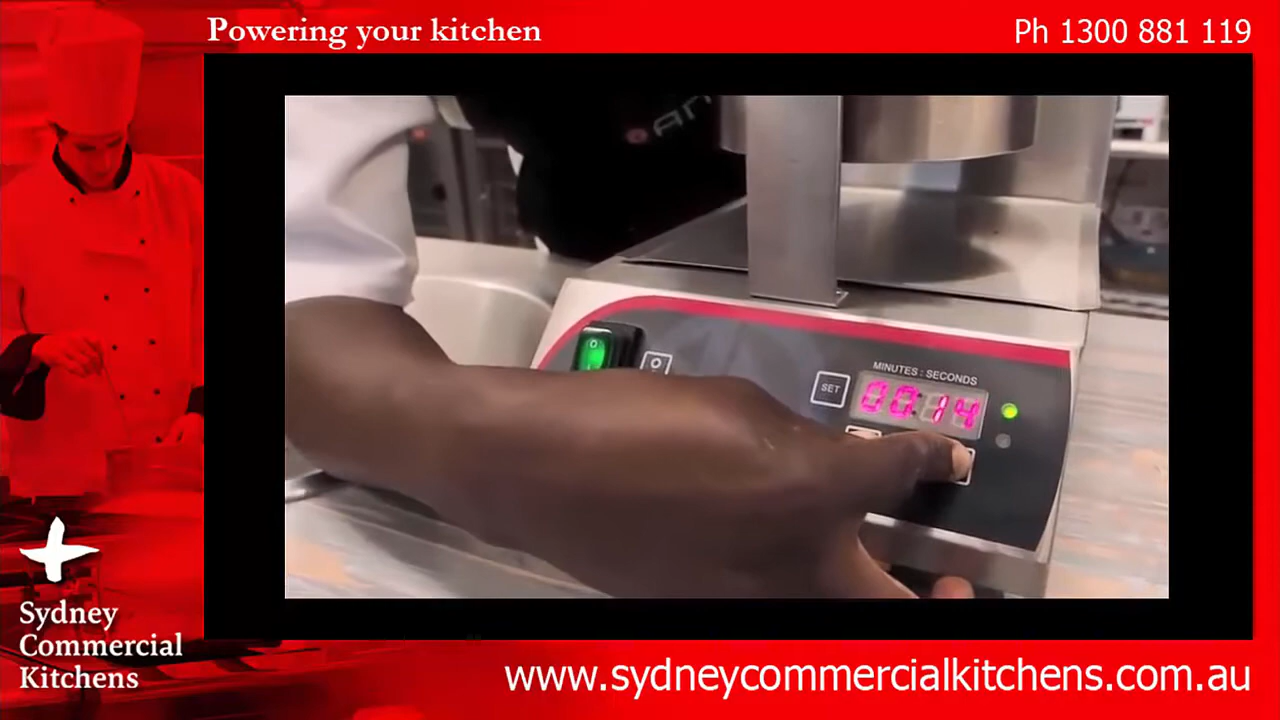 Powering your kitchen
Ph 1300 881 119
AN
MINUTES : SECONDS
SET
00:14
Sydney
Commercial
Kitchens
www.sydneycommercialkitchens.com.au